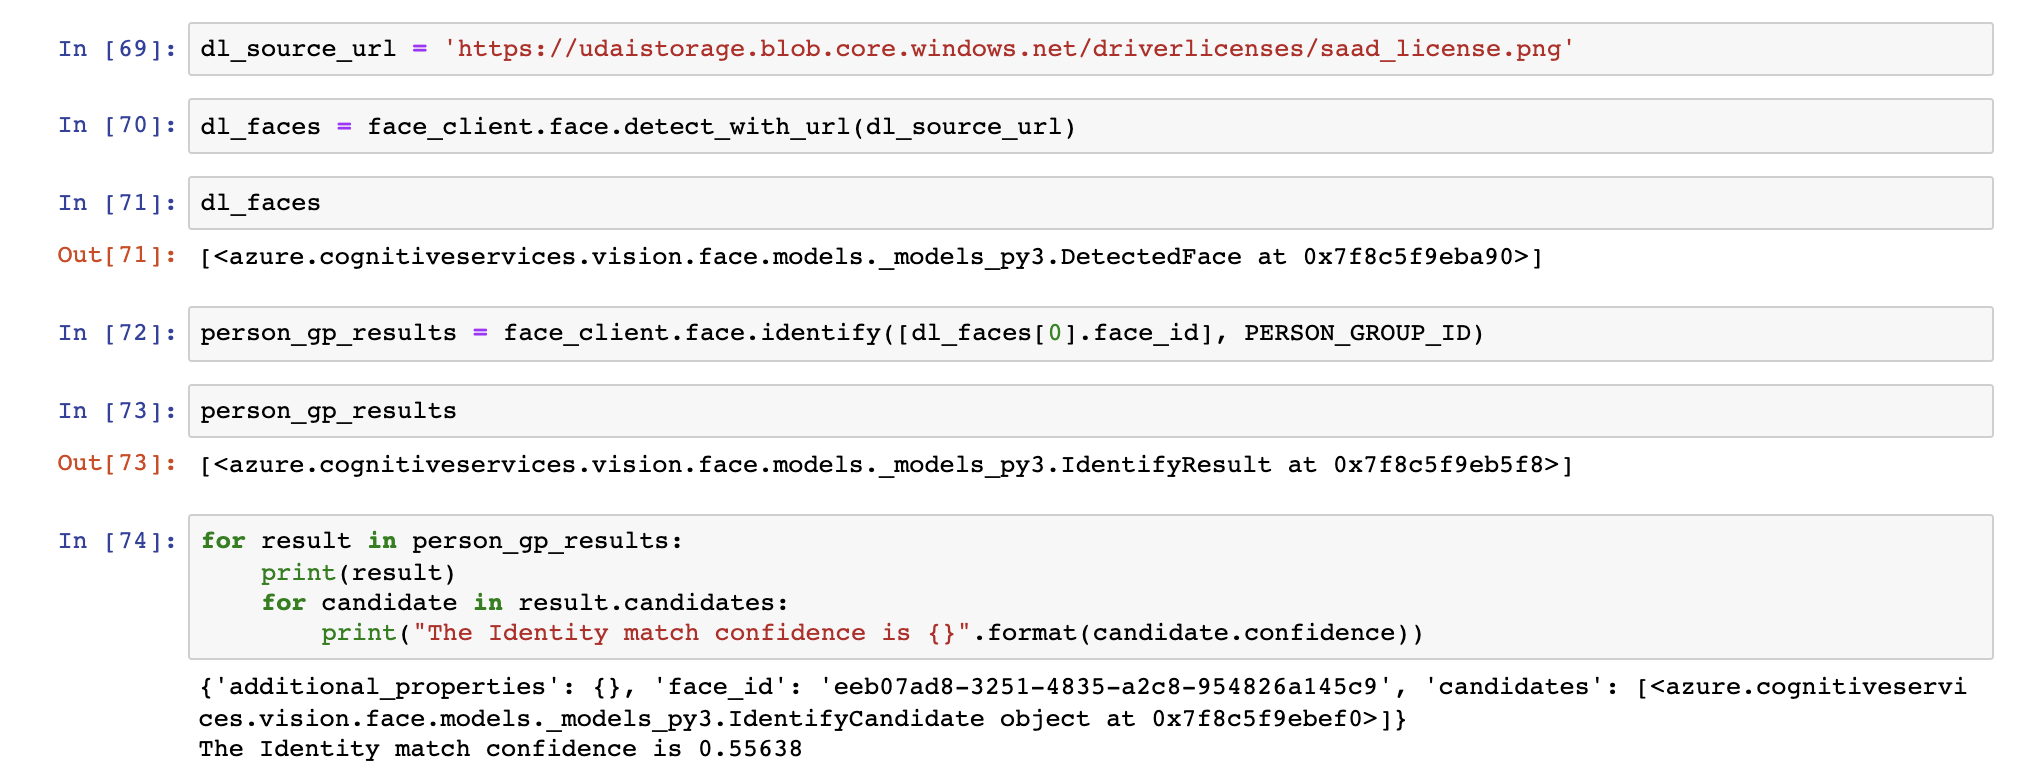 In [69]: dl_source_url = 'https://udaistorage.blob.core.windows.net/driverlicenses/saad_license.png'
In [70]: dl_faces = face_client.face.detect_with_url(dl_source_url)
In [71]: dl_faces
Out[71]: [<azure.cognitiveservices.vision.face.models._models_py3.DetectedFace at 0x7f8c5f9eba90>]
In [72]: person_gp_results = face_client.face.identify([dl_faces[0].face_id], PERSON_GROUP_ID)
In [73]: person_gp_results
Out[73]: [<azure.cognitiveservices.vision.face.models._models_py3.IdentifyResult at 0x7f8c5f9eb5f8>]
In [74]: for result in person_gp_results:
    print(result)
    for candidate in result.candidates:
        print("The Identity match confidence is {}".format(candidate.confidence))
{'additional_properties': {}, 'face_id': 'eeb07ad8-3251-4835-a2c8-954826a145c9', 'candidates': [<azure.cognitiveservi
ces.vision.face.models._models_py3.IdentifyCandidate object at 0x7f8c5f9ebef0>]}
The Identity match confidence is 0.55638